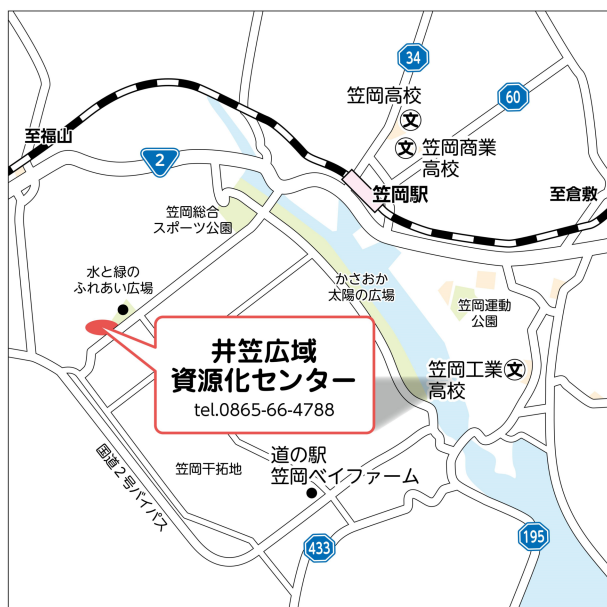 34
笠岡高校
文
60
文
笠岡商業
高校
至福山
2
笠岡駅
至倉敷
笠岡総合
スポーツ公園
水と緑の
ふれあい広場
かさおか
太陽の広場
笠岡運動
公園
井笠広域
資源化センター
tel.0865-66-4788
笠岡工業
高校
文
道の駅
笠岡ベイファーム
笠岡干拓地
国道2号バイパス
433
195